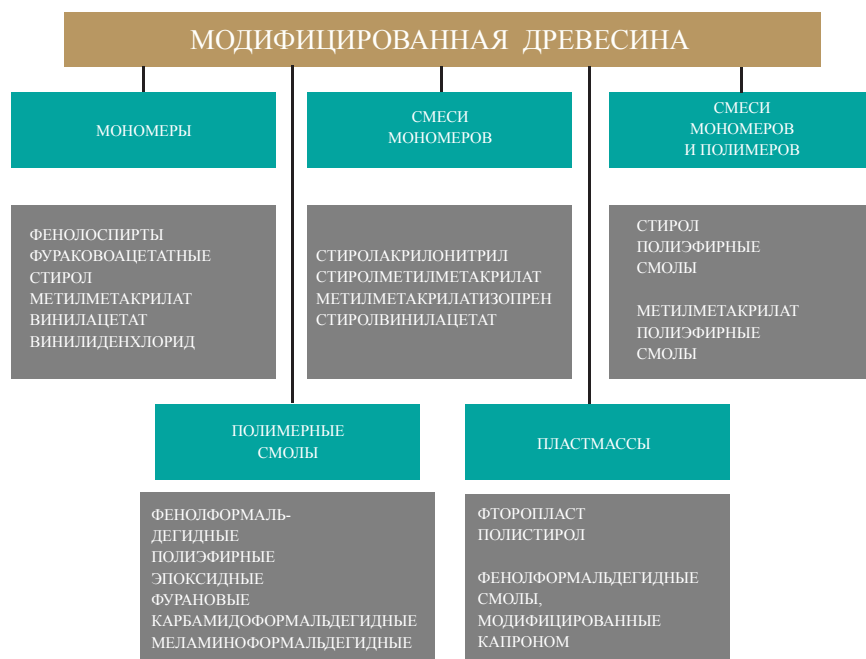 МОДИФИЦИРОВАННАЯ ДРЕВЕСИНА
МОНОМЕРЫ
СМЕСИ
МОНОМЕРОВ
СМЕСИ
МОНОМЕРОВ
И ПОЛИМЕРОВ
ФЕНОЛОСПИРТЫ
ФУРАКОВОАЦЕТАТНЫЕ
СТИРОЛ
МЕТИЛМЕТАКРИЛАТ
ВИНИЛАЦЕТАТ
ВИНИЛИДЕНХЛОРИД
СТИРОЛАКРИЛОНИТРИЛ
СТИРОЛМЕТИЛМЕТАКРИЛАТ
МЕТИЛМЕТАКРИЛАТИЗОПРЕН
СТИРОЛВИНИЛАЦЕТАТ
СТИРОЛ
ПОЛИЭФИРНЫЕ
СМОЛЫ
МЕТИЛМЕТАКРИЛАТ
ПОЛИЭФИРНЫЕ
СМОЛЫ
ПОЛИМЕРНЫЕ
СМОЛЫ
ПЛАСТМАССЫ
ФЕНОЛФОРМАЛЬ-
ДЕГИДНЫЕ
ПОЛИЭФИРНЫЕ
ЭПОКСИДНЫЕ
ФУРАНОВЫЕ
КАРБАМИДОФОРМАЛЬДЕГИДНЫЕ
МЕЛАМИНОФОРМАЛЬДЕГИДНЫЕ
ФТОРОПЛАСТ
ПОЛИСТИРОЛ
ФЕНОЛФОРМАЛЬДЕГИДНЫЕ
СМОЛЫ,
МОДИФИЦИРОВАННЫЕ
КАПРОНОМ